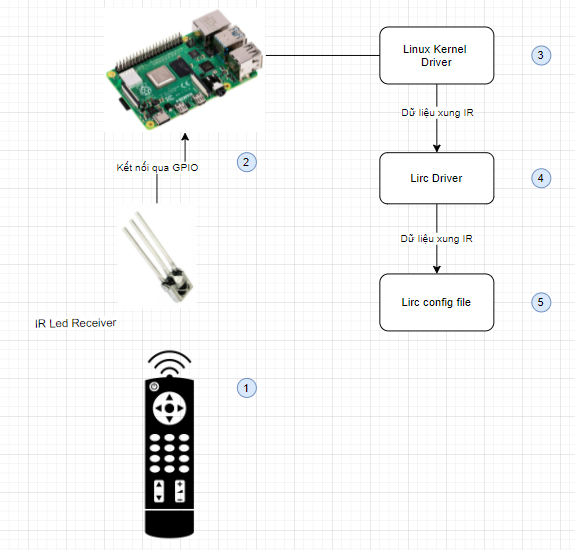 Linux Kernel
Driver
3
Dữ liệu xung IR
Kết nối qua GPIO
2
Lirc Driver
4
Dữ liệu xung IR
Lirc config file
5
IR Led Receiver
1